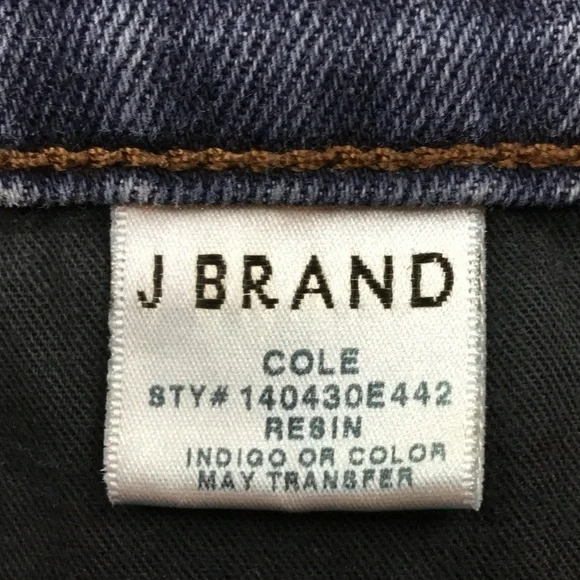 J BRAND
COLE
STY# 140430E442
RESIN
INDIGO OR COLOR
MAY TRANSFER